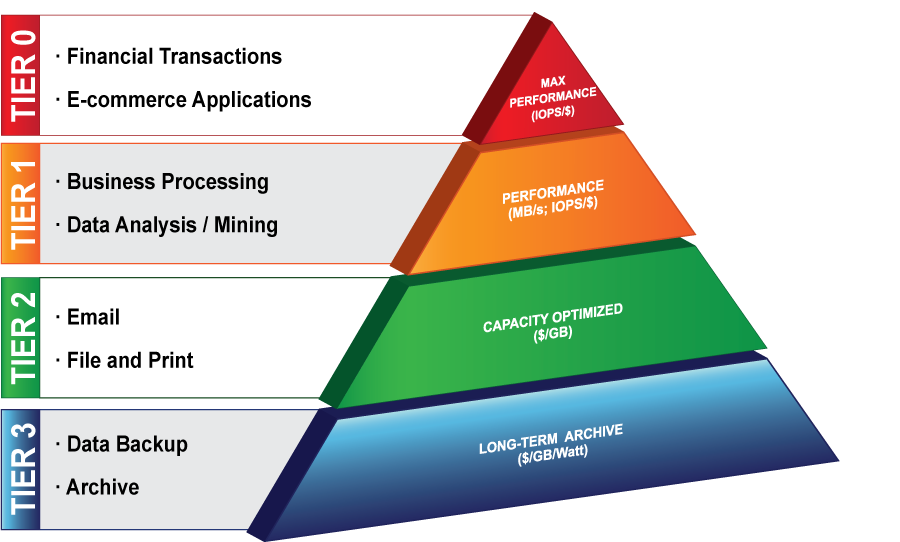 TIER 0
· Financial Transactions
· E-commerce Applications
MAX
PERFORMANCE
(IOPS/$)
TIER 1
· Business Processing
· Data Analysis / Mining
PERFORMANCE
(MB/s; IOPS/$)
TIER 2
· Email
· File and Print
CAPACITY OPTIMIZED
($/GB)
TIER 3
· Data Backup
· Archive
LONG-TERM ARCHIVE
($/GB/Watt)